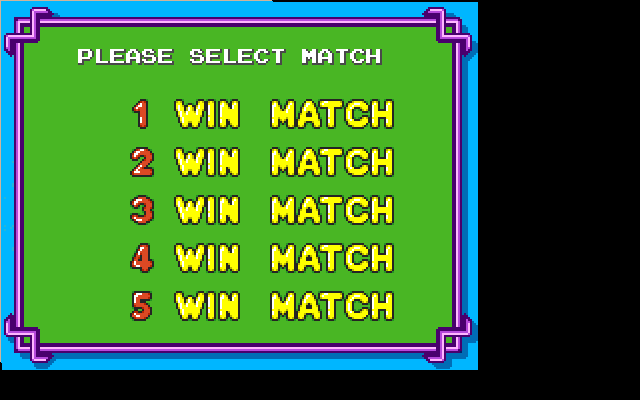 PLEASE SELECT MATCH
1 WIN MATCH
2 WIN MATCH
3 WIN MATCH
4 WIN MATCH
5 WIN MATCH